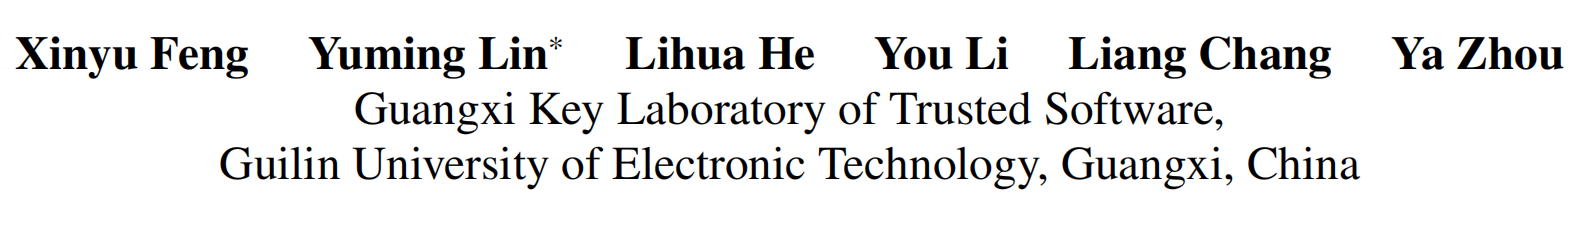 Xinyu Feng Yuming Lin* Lihua He You Li Liang Chang Ya Zhou
Guangxi Key Laboratory of Trusted Software,
Guilin University of Electronic Technology, Guangxi, China